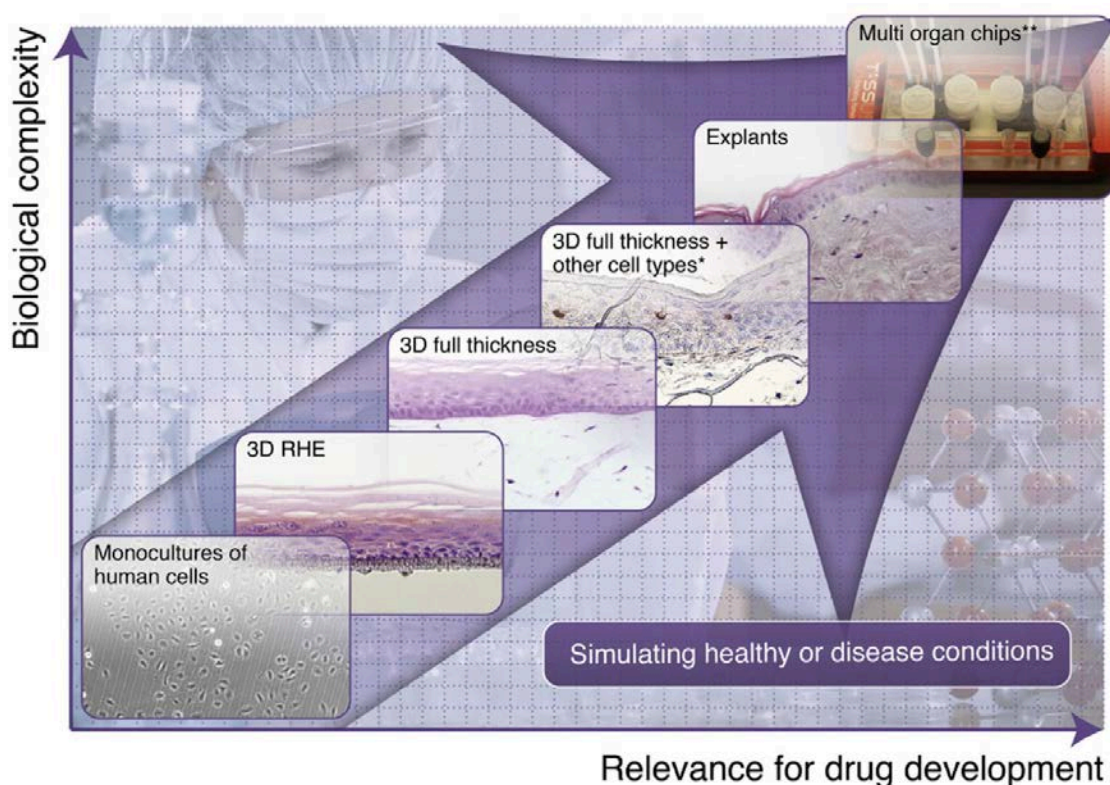 Biological complexity
Multi organ chips**
Explants
3D full thickness +
other cell types*
3D full thickness
3D RHE
Monocultures of
human cells
Simulating healthy or disease conditions
Relevance for drug development